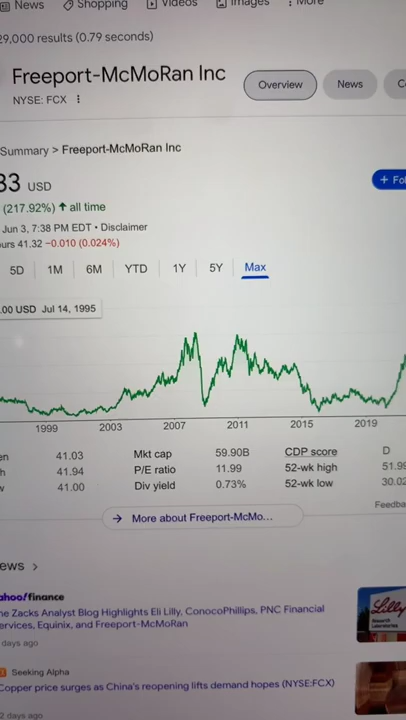 News Shopping Videos Images More
9,000 results (0.79 seconds)
Freeport-McMoRan Inc
NYSE: FCX
Overview
News
Summary > Freeport-McMoRan Inc
33 USD
(217.92%) ↑ all time
Jun 3, 7:38 PM EDT • Disclaimer
ours 41.32 −0.010 (0.024%)
+ Fol
5D 1M 6M YTD 1Y 5Y Max
.00 USD Jul 14, 1995
1999 2003 2007 2011 2015 2019
en 41.03 Mkt cap 59.90B CDP score D
h 41.94 P/E ratio 11.99 52-wk high 51.99
w 41.00 Div yield 0.73% 52-wk low 30.02
→ More about Freeport-McMo...
Feedba
ews >
ahoo!finance
he Zacks Analyst Blog Highlights Eli Lilly, ConocoPhillips, PNC Financial
ervices, Equinix, and Freeport-McMoRan
days ago
Lilly
Seeking Alpha
Copper price surges as China's reopening lifts demand hopes (NYSE:FCX)
2 days ago